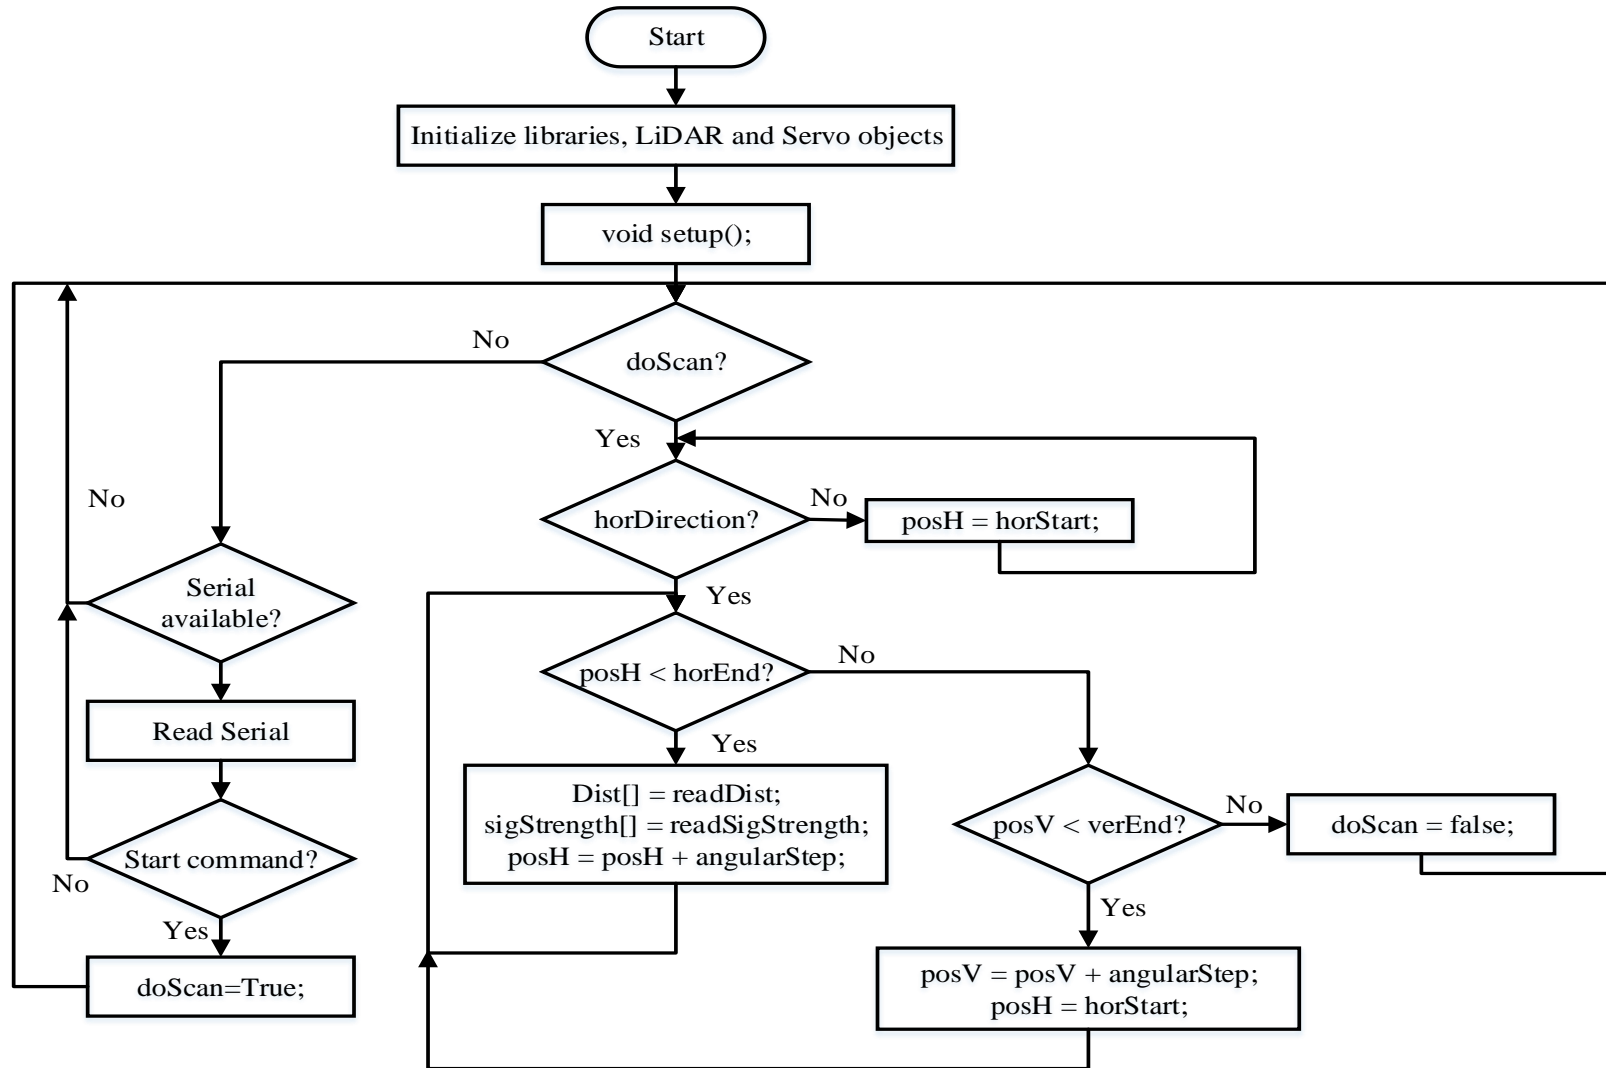 Start
Initialize libraries, LiDAR and Servo objects
void setup();
No
doScan?
Yes
No
horDirection?
No
posH = horStart;
Serial
available?
Yes
posH < horEnd?
No
Read Serial
Yes
Dist[] = readDist;
sigStrength[] = readSigStrength;
posH = posH + angularStep;
posV < verEnd?
No
doScan = false;
Start command?
No
Yes
Yes
doScan=True;
posV = posV + angularStep;
posH = horStart;